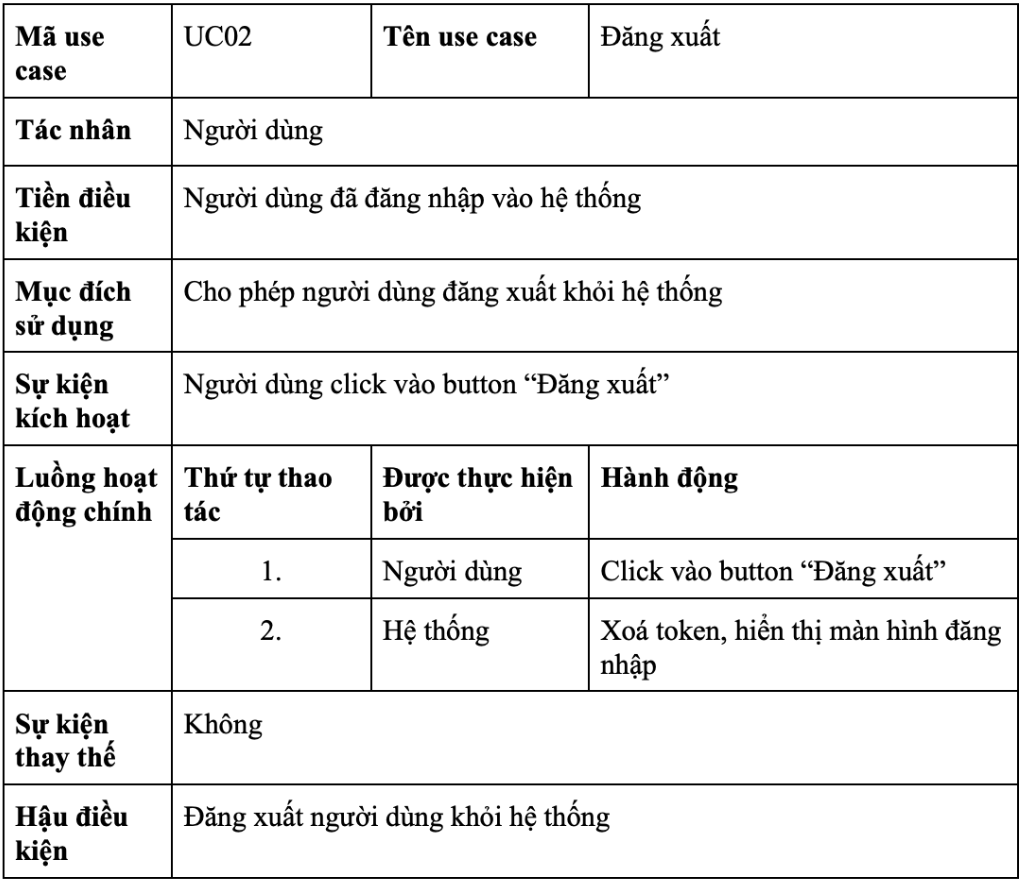 Mã use case UC02 Tên use case Đăng xuất
Tác nhân Người dùng
Tiền điều kiện Người dùng đã đăng nhập vào hệ thống
Mục đích sử dụng Cho phép người dùng đăng xuất khỏi hệ thống
Sự kiện kích hoạt Người dùng click vào button “Đăng xuất”
Luồng hoạt động chính Thứ tự thao tác Được thực hiện bởi Hành động
1. Người dùng Click vào button “Đăng xuất”
2. Hệ thống Xoá token, hiển thị màn hình đăng nhập
Sự kiện thay thế Không
Hậu điều kiện Đăng xuất người dùng khỏi hệ thống